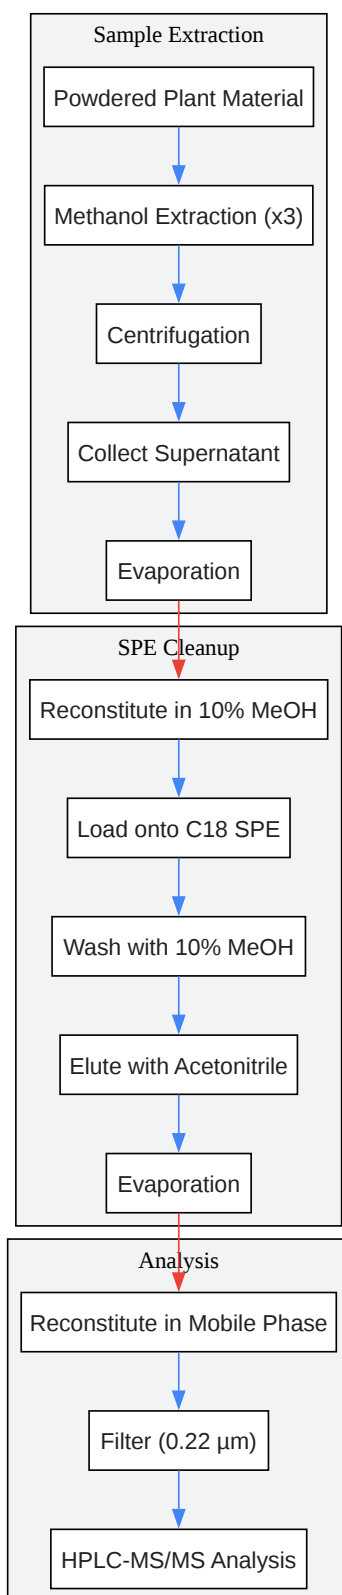 Sample Extraction
Powdered Plant Material
Methanol Extraction (x3)
Centrifugation
Collect Supernatant
Evaporation
SPE Cleanup
Reconstitute in 10% MeOH
Load onto C18 SPE
Wash with 10% MeOH
Elute with Acetonitrile
Evaporation
Analysis
Reconstitute in Mobile Phase
Filter (0.22 µm)
HPLC-MS/MS Analysis